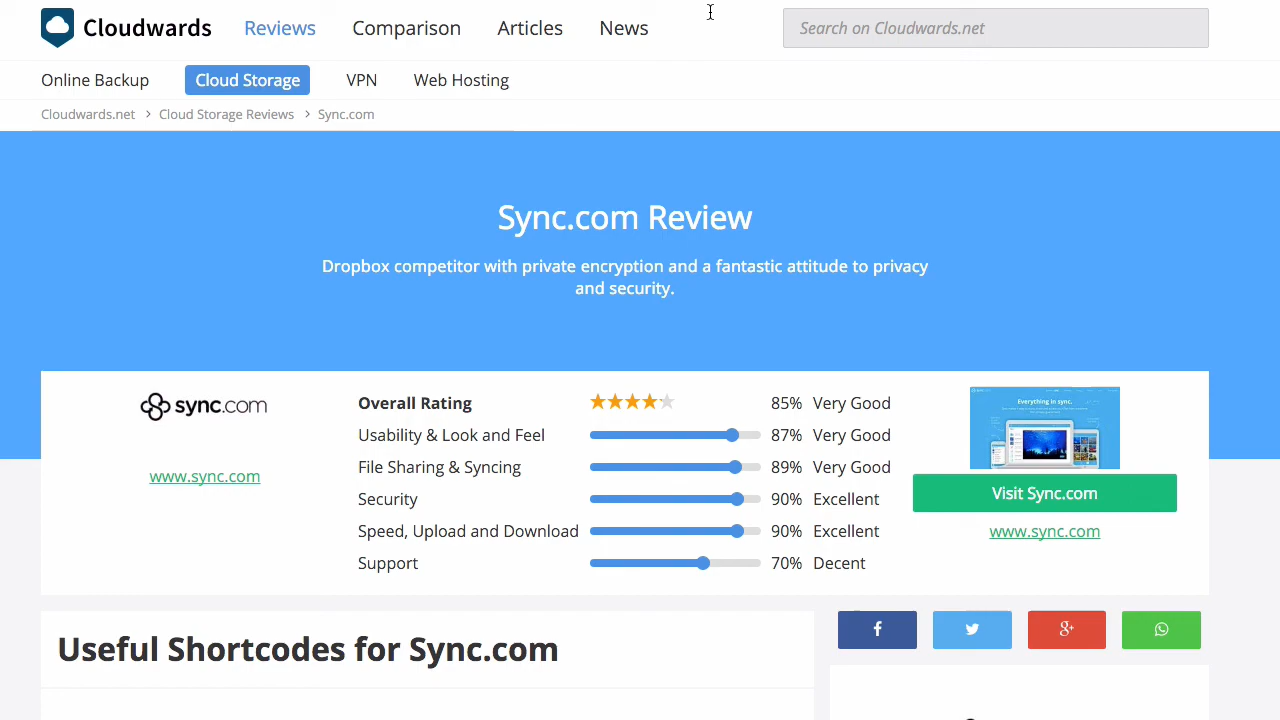 Cloudwards Reviews Comparison Articles News Search on Cloudwards.net
Online Backup Cloud Storage VPN Web Hosting
Cloudwards.net > Cloud Storage Reviews > Sync.com
Sync.com Review
Dropbox competitor with private encryption and a fantastic attitude to privacy
and security.
sync.com
www.sync.com
Overall Rating 85% Very Good
Usability & Look and Feel 87% Very Good
File Sharing & Syncing 89% Very Good
Security 90% Excellent
Speed, Upload and Download 90% Excellent
Support 70% Decent
Everything in sync.
Visit Sync.com
www.sync.com
Useful Shortcodes for Sync.com